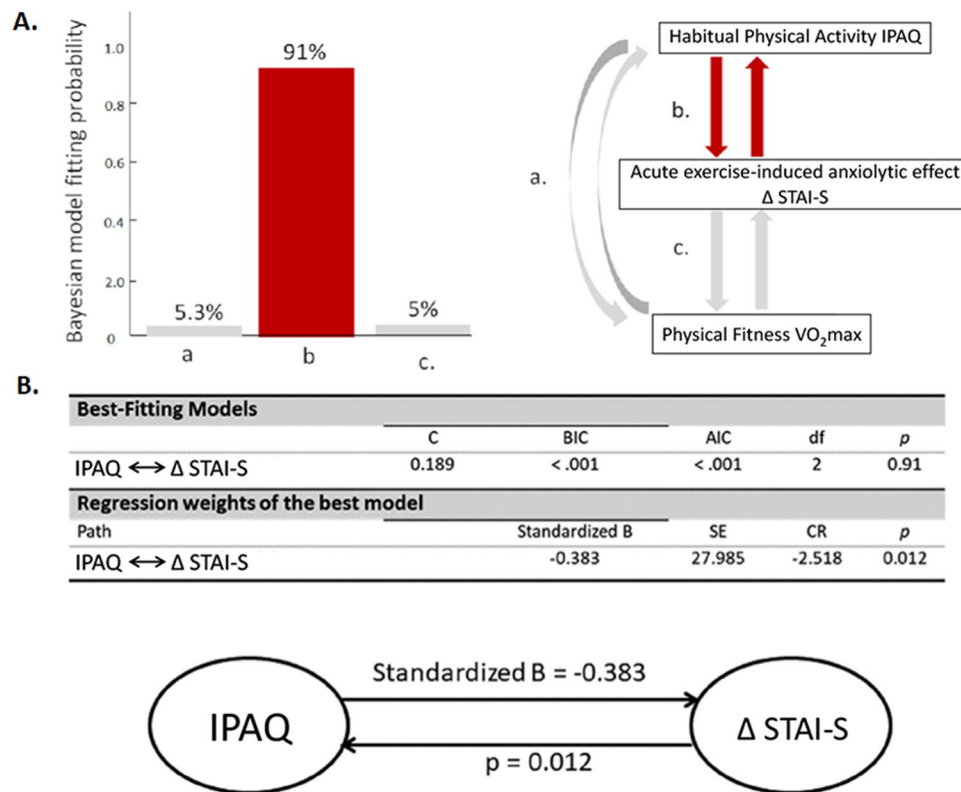 A.
Bayesian model fitting probability
1.0
0.8
0.6
0.4
2.0
0
5.3%
91%
5%
a
b
c.
Habitual Physical Activity IPAQ
b.
a.
Acute exercise-induced anxiolytic effect
Δ STAI-S
c.
Physical Fitness VO₂max
B.
Best-Fitting Models
C BIC AIC df p
IPAQ ⟷ Δ STAI-S 0.189 < .001 < .001 2 0.91
Regression weights of the best model
Path Standardized B SE CR p
IPAQ ⟷ Δ STAI-S -0.383 27.985 -2.518 0.012
Standardized B = -0.383
IPAQ
Δ STAI-S
p = 0.012